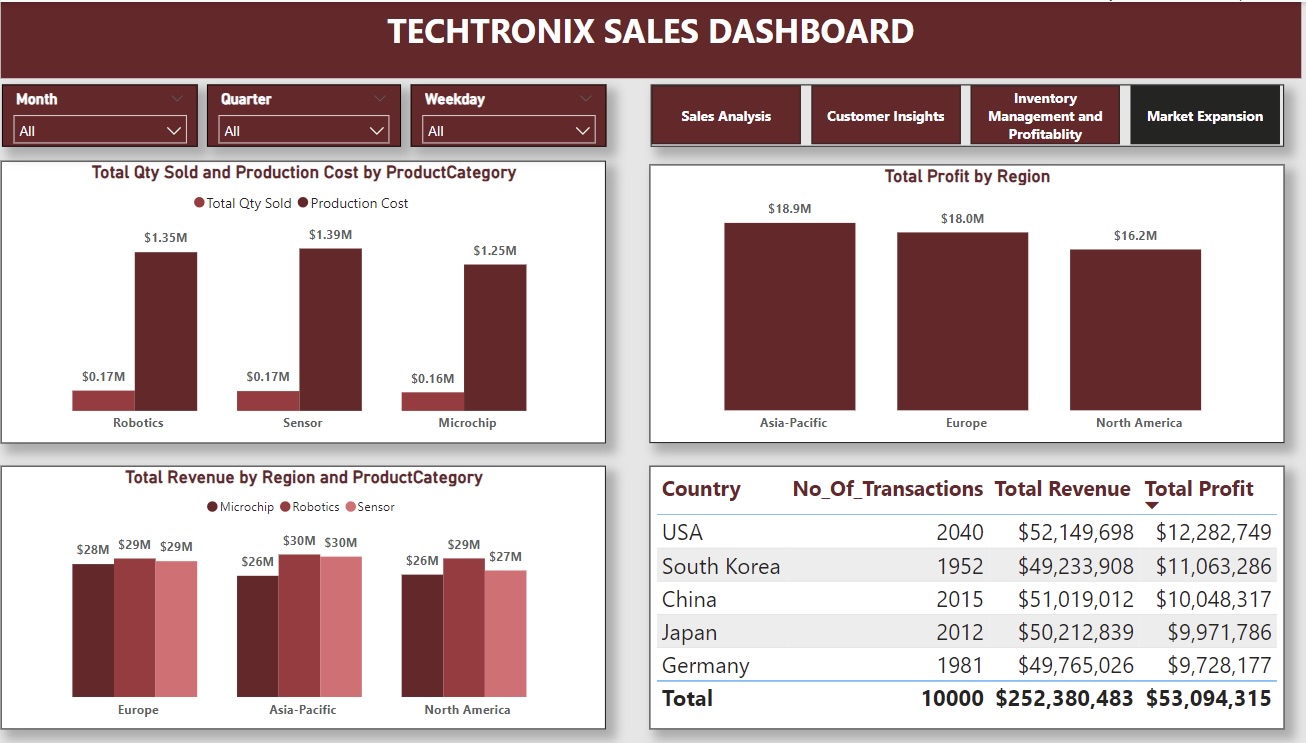 TECHTRONIX SALES DASHBOARD
Month
All
Quarter
All
Weekday
All
Sales Analysis
Customer Insights
Inventory
Management and
Profitablity
Market Expansion
Total Qty Sold and Production Cost by ProductCategory
Total Qty Sold Production Cost
$1.35M
$1.39M
$1.25M
$0.17M
$0.17M
$0.16M
Robotics
Sensor
Microchip
Total Profit by Region
$18.9M
$18.0M
$16.2M
Asia-Pacific
Europe
North America
Total Revenue by Region and ProductCategory
Microchip Robotics Sensor
$28M $29M $29M
$26M $30M $30M
$26M $29M $27M
Europe
Asia-Pacific
North America
Country No_Of_Transactions Total Revenue Total Profit
USA 2040 $52,149,698 $12,282,749
South Korea 1952 $49,233,908 $11,063,286
China 2015 $51,019,012 $10,048,317
Japan 2012 $50,212,839 $9,971,786
Germany 1981 $49,765,026 $9,728,177
Total 10000 $252,380,483 $53,094,315